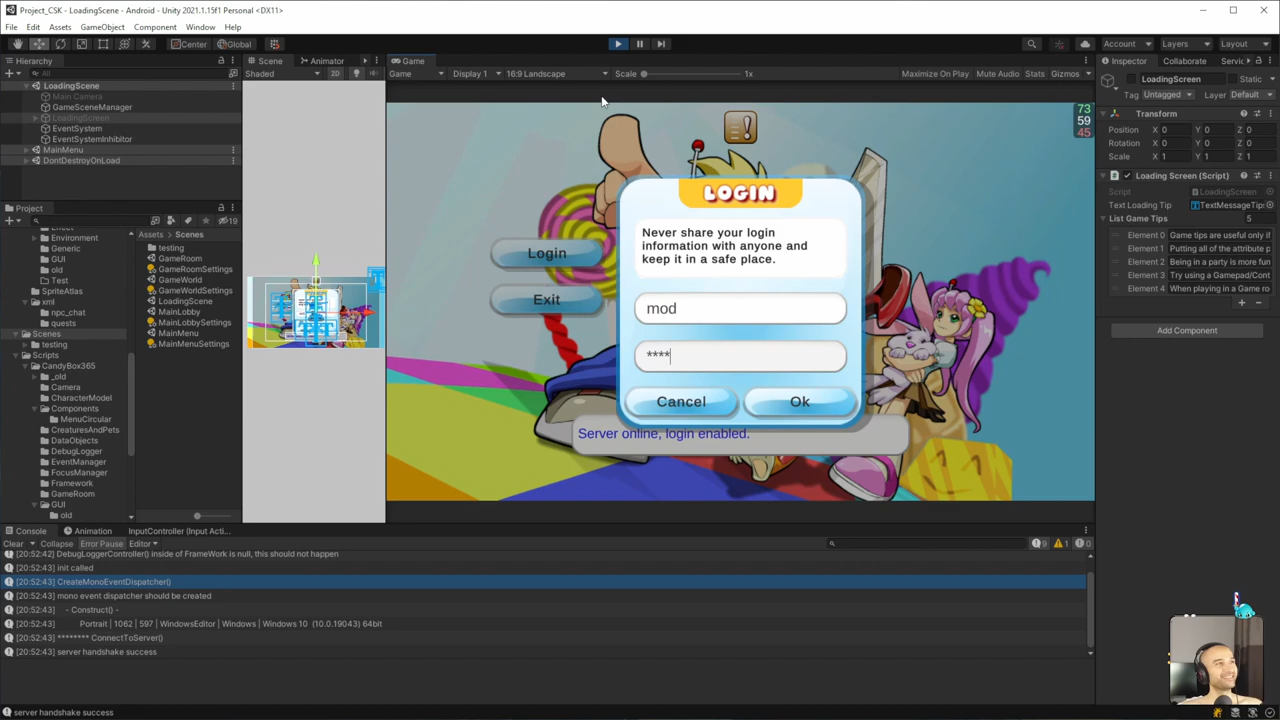 Project_CSK - LoadingScene - Android - Unity 2021.1.15f1 Personal <DX11>
File Edit Assets GameObject Component Window Help
Center Global
Account Layers Layout
Hierarchy
All
LoadingScene
Main Camera
GameSceneManager
LoadingScreen
EventSystem
EventSystemInhibitor
MainMenu
DontDestroyOnLoad
Project
19
Effect
Environment
Generic
GUI
old
Test
SpriteAtlas
xml
npc_chat
quests
Scenes
testing
Scripts
CandyBox365
_old
Camera
CharacterModel
Components
MenuCircular
CreaturesAndPets
DataObjects
DebugLogger
EventManager
FocusManager
Framework
GameRoom
GUI
old
Assets > Scenes
testing
GameRoom
GameRoomSettings
GameWorld
GameWorldSettings
LoadingScene
MainLobby
MainLobbySettings
MainMenu
MainMenuSettings
Scene Animator
Shaded 2D
Game
Game Display 1 16:9 Landscape Scale 1x Maximize On Play Mute Audio Stats Gizmos
73
59
45
LOGIN
Never share your login
information with anyone and
keep it in a safe place.
mod
****
Cancel Ok
Login
Exit
Server online, login enabled.
Inspector Collaborate Servic
LoadingScreen Static
Tag Untagged Layer Default
Transform
Position X 0 Y 0 Z 0
Rotation X 0 Y 0 Z 0
Scale X 1 Y 1 Z 1
Loading Screen (Script)
Script LoadingScreen
Text Loading Tip TextMessageTip
List Game Tips 5
Element 0 Game tips are useful only if
Element 1 Putting all of the attribute p
Element 2 Being in a party is more fun
Element 3 Try using a Gamepad/Cont
Element 4 When playing in a Game ro
Add Component
Console Animation InputController (Input Acti...
Clear Collapse Error Pause Editor 9 1 0
[20:52:42] DebugLoggerController() inside of FrameWork is null, this should not happen
[20:52:43] init called
[20:52:43] CreateMonoEventDispatcher()
[20:52:43] mono event dispatcher should be created
[20:52:43] - Construct() -
[20:52:43] Portrait | 1062 | 597 | WindowsEditor | Windows | Windows 10 (10.0.19043) 64bit
[20:52:43] ******** ConnectToServer()
[20:52:43] server handshake success
server handshake success